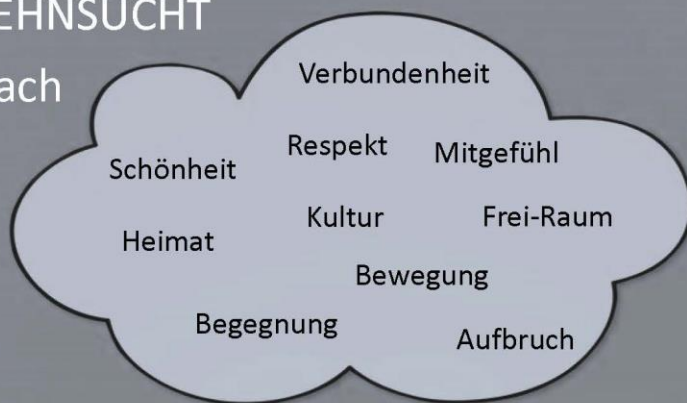 EHNSUCHT
ach
Verbundenheit
Respekt
Mitgefühl
Schönheit
Kultur
Frei-Raum
Heimat
Bewegung
Begegnung
Aufbruch